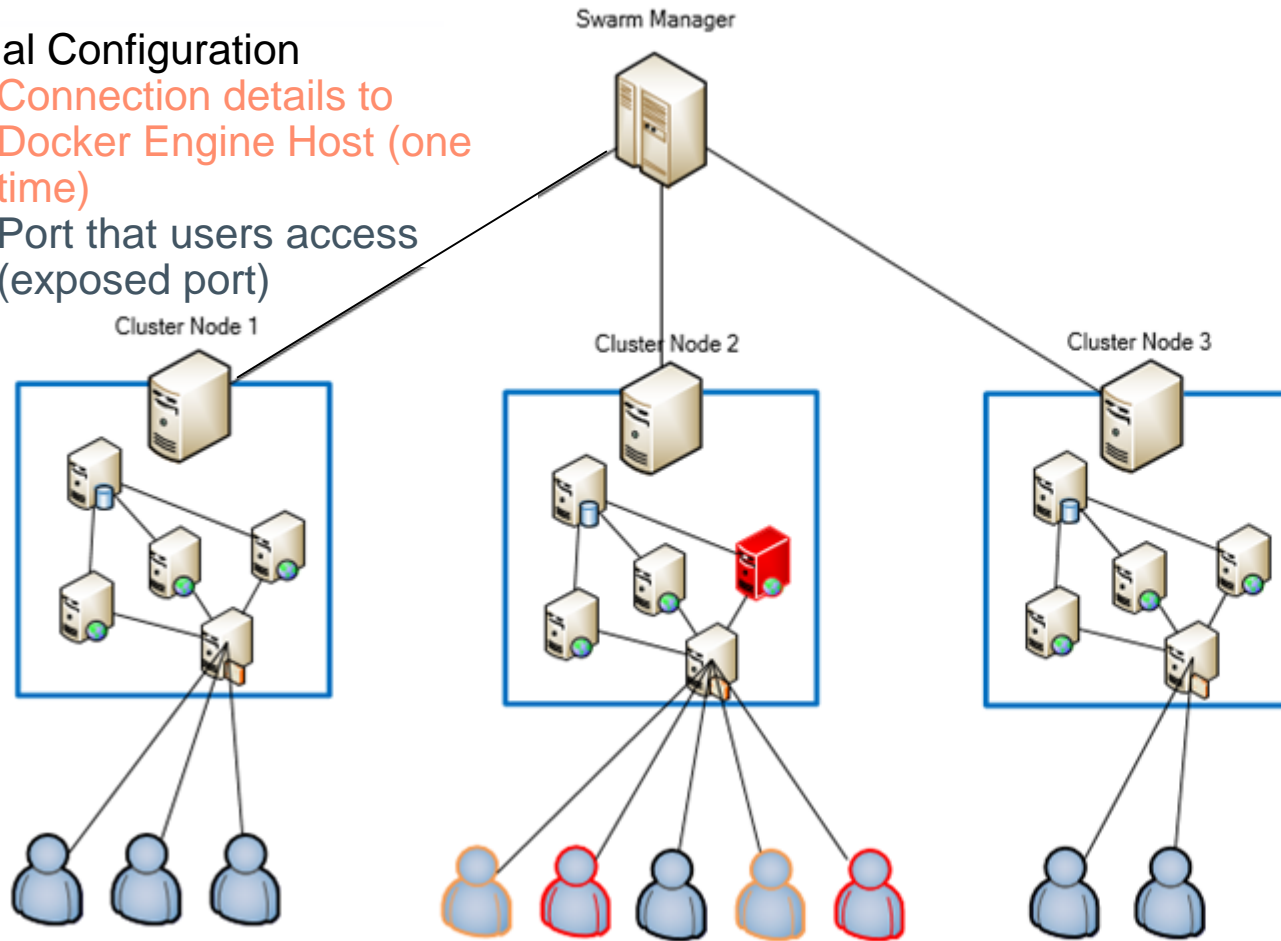 Swarm Manager
al Configuration
Connection details to
Docker Engine Host (one
time)
Port that users access
(exposed port)
Cluster Node 1
Cluster Node 2
Cluster Node 3